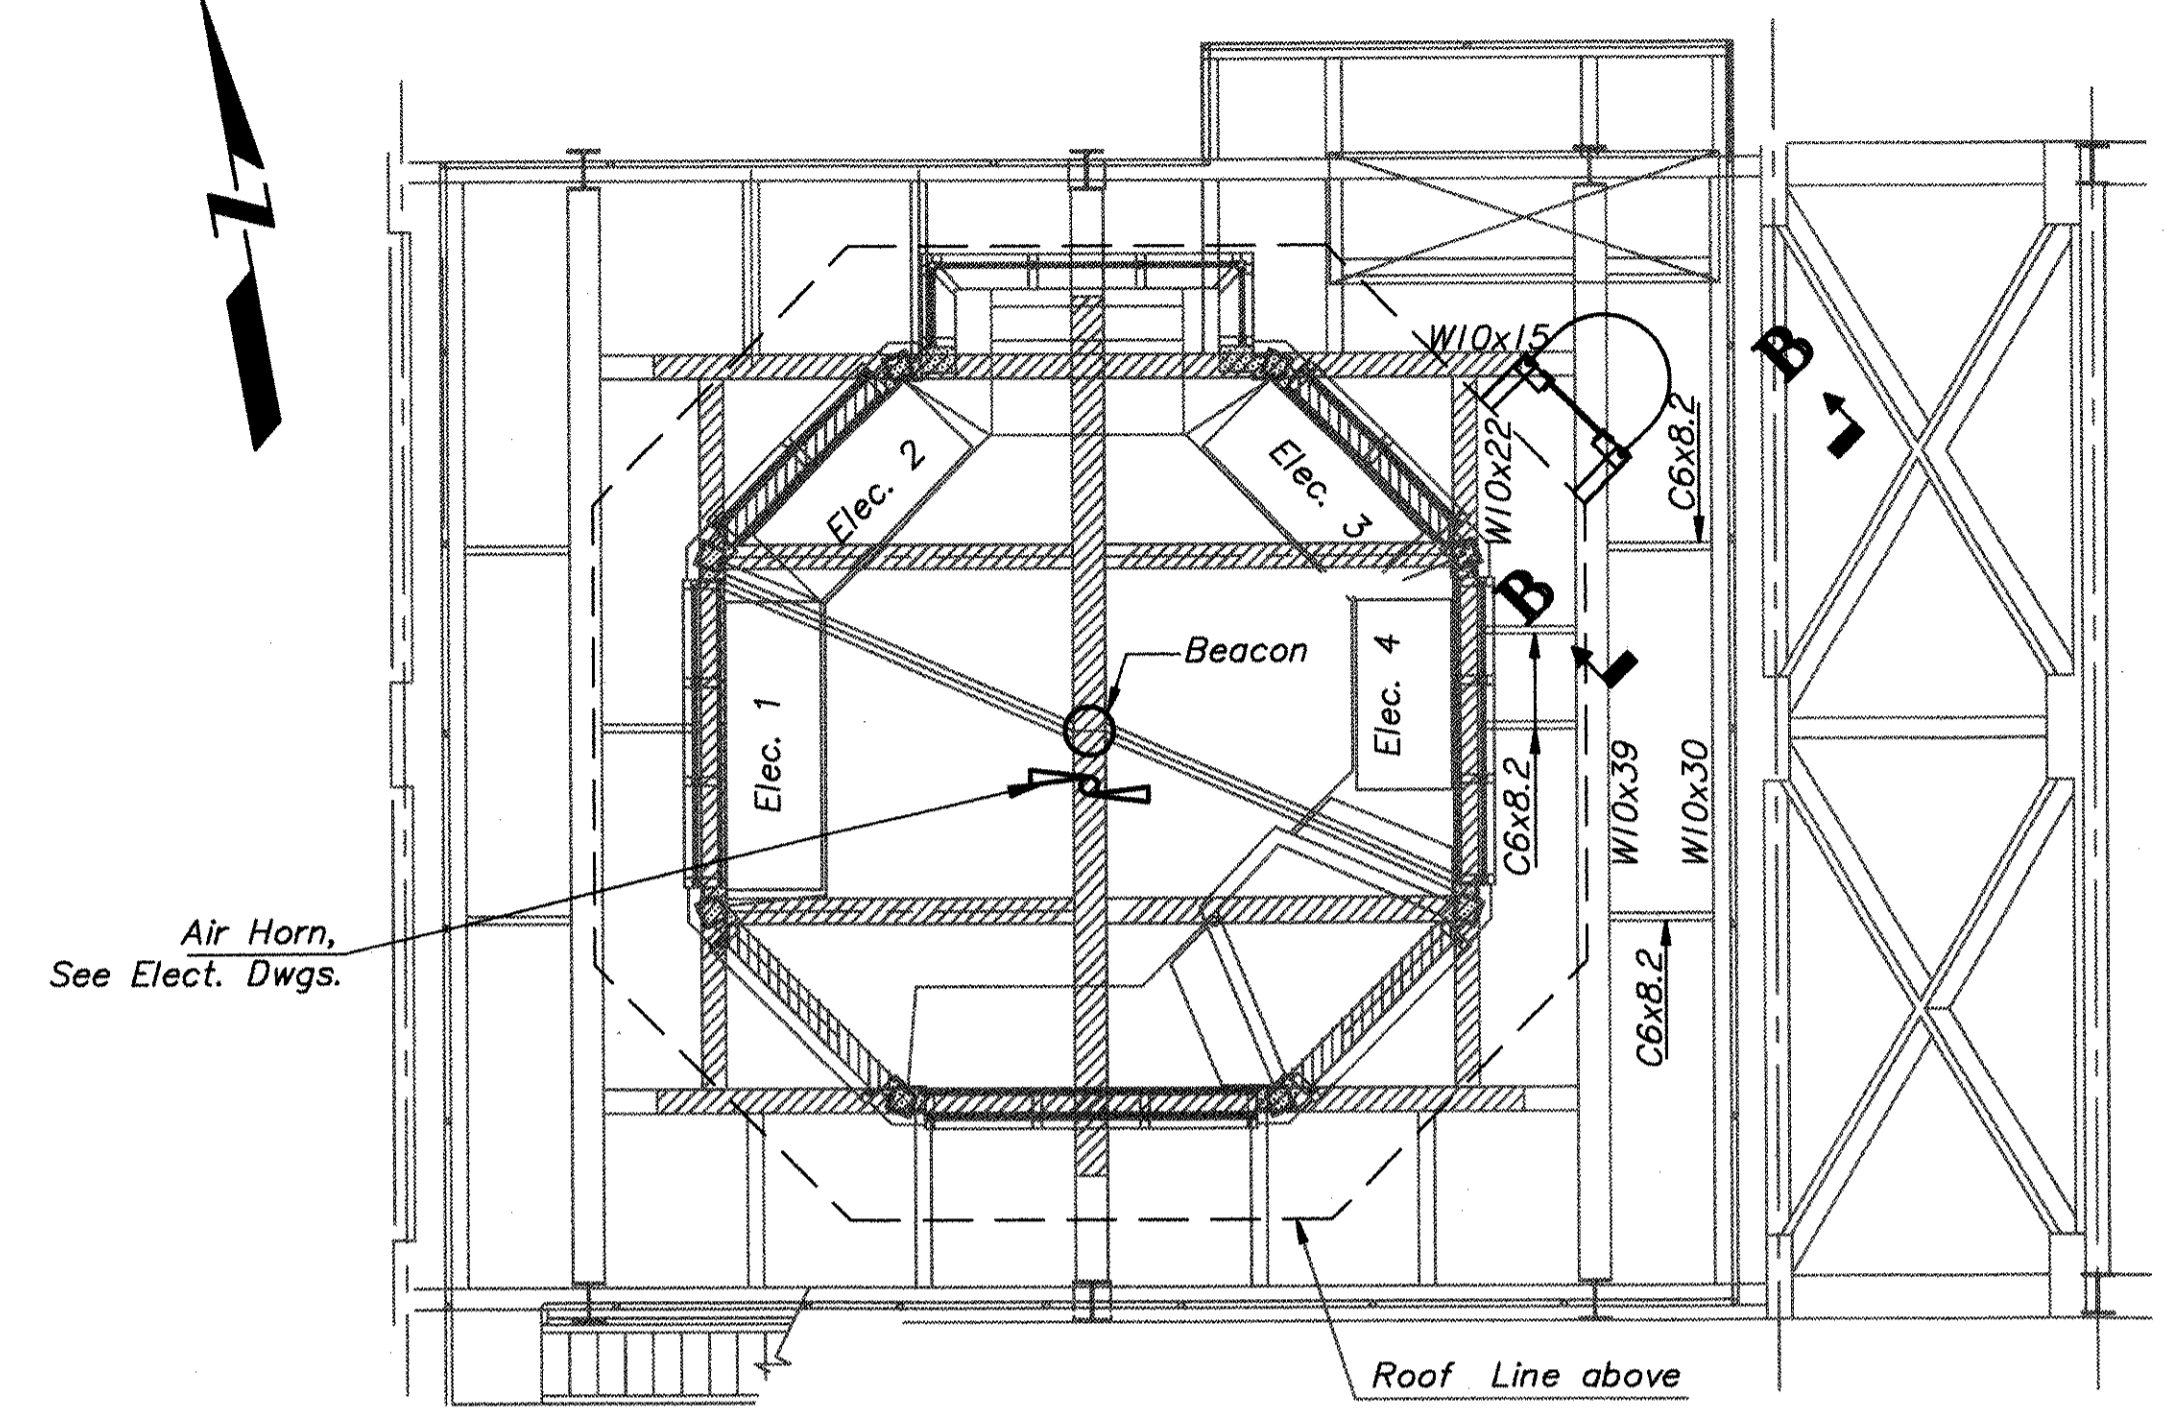 N
W10x15
B
C6x8.2
Elec. 2
Elec. 3
W10x22
B
Beacon
Elec. 1
Elec. 4
C6x8.2
W10x39
W10x30
Air Horn,
See Elect. Dwgs.
C6x8.2
Roof Line above